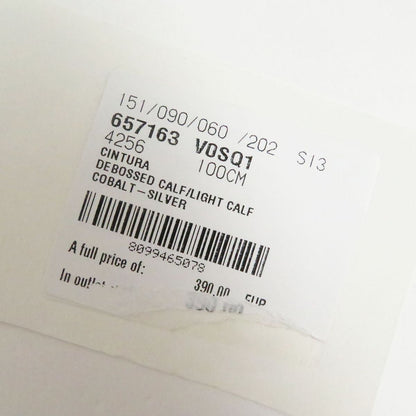 151/090/060 /202 S13
657163 V0SQ1
4256 100CM
CINTURA
DEBOSSED CALF/LIGHT CALF
COBALT-SILVER
8099465078
A full price of: 390.00 EUR
In